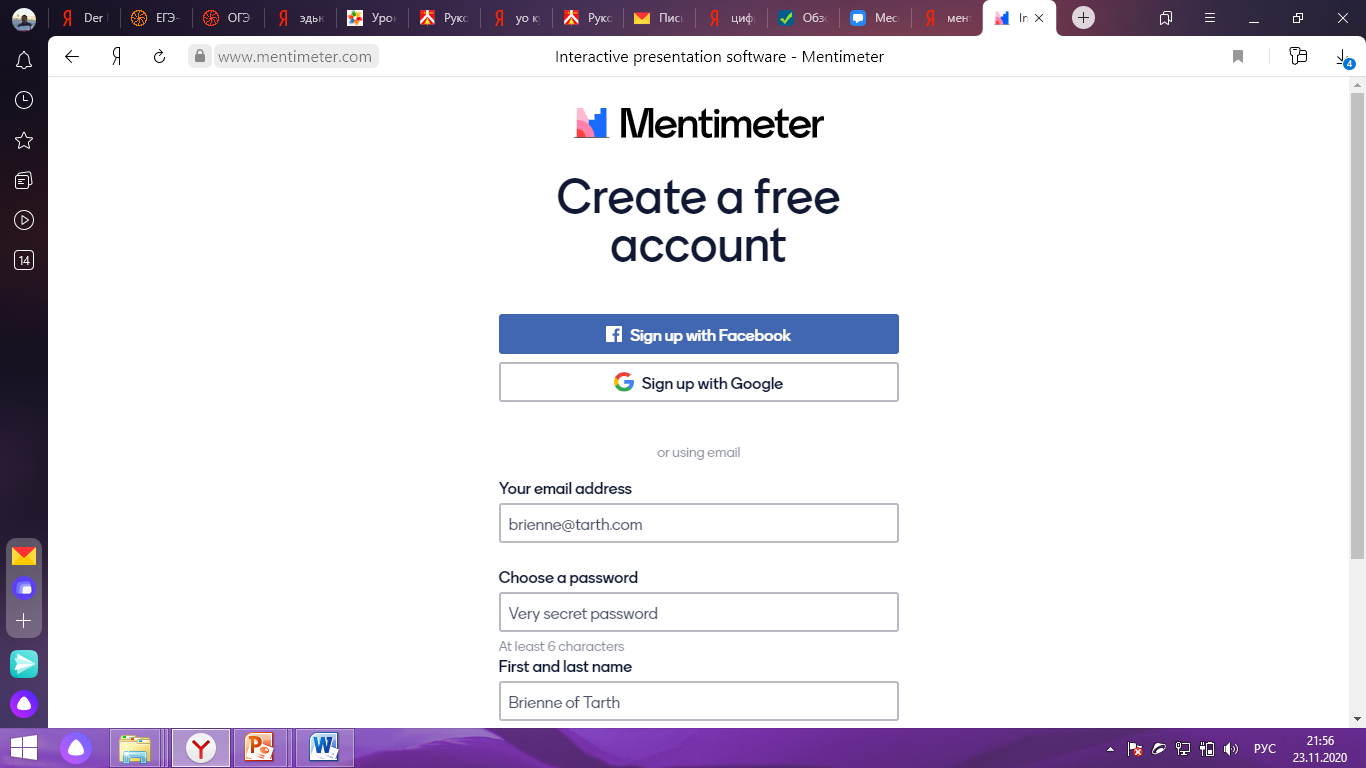 Der
ЕГЭ-
ОГЭ
эдьк
Урок
Рукс
уо ку
Рукс
Писі
циф
Обзе
Мес
мент
Я
www.mentimeter.com
Interactive presentation software - Mentimeter
4
Mentimeter
Create a free
account
Sign up with Facebook
Sign up with Google
or using email
Your email address
brienne@tarth.com
Choose a password
Very secret password
At least 6 characters
First and last name
Brienne of Tarth
14
РУС
21:56
23.11.2020